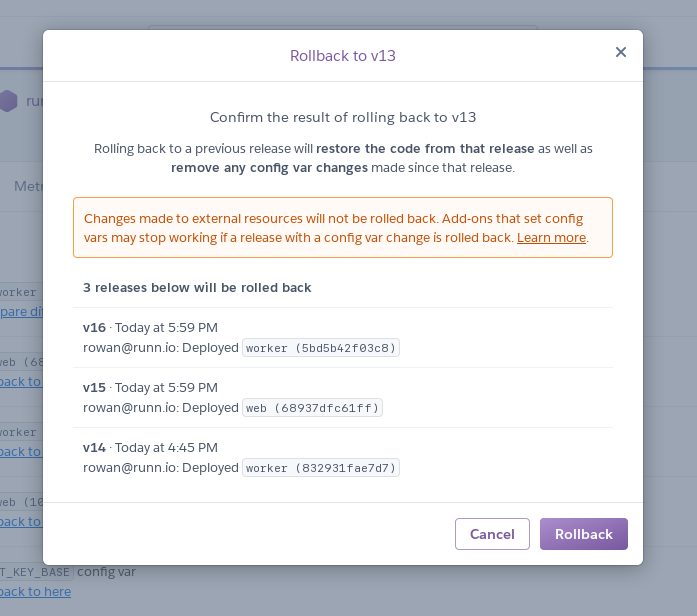 Rollback to v13
Confirm the result of rolling back to v13
Rolling back to a previous release will restore the code from that release as well as
remove any config var changes made since that release.
Changes made to external resources will not be rolled back. Add-ons that set config
vars may stop working if a release with a config var change is rolled back. Learn more.
3 releases below will be rolled back
v16 · Today at 5:59 PM
rowan@runn.io: Deployed worker (5bd5b42f03c8)
v15 · Today at 5:59 PM
rowan@runn.io: Deployed web (68937dfc61ff)
v14 · Today at 4:45 PM
rowan@runn.io: Deployed worker (832931fae7d7)
Cancel Rollback
run
Metr
worker
pare di
web (68
back to
worker
back to
web (10
back to
T_KEY_BASE config var
back to here